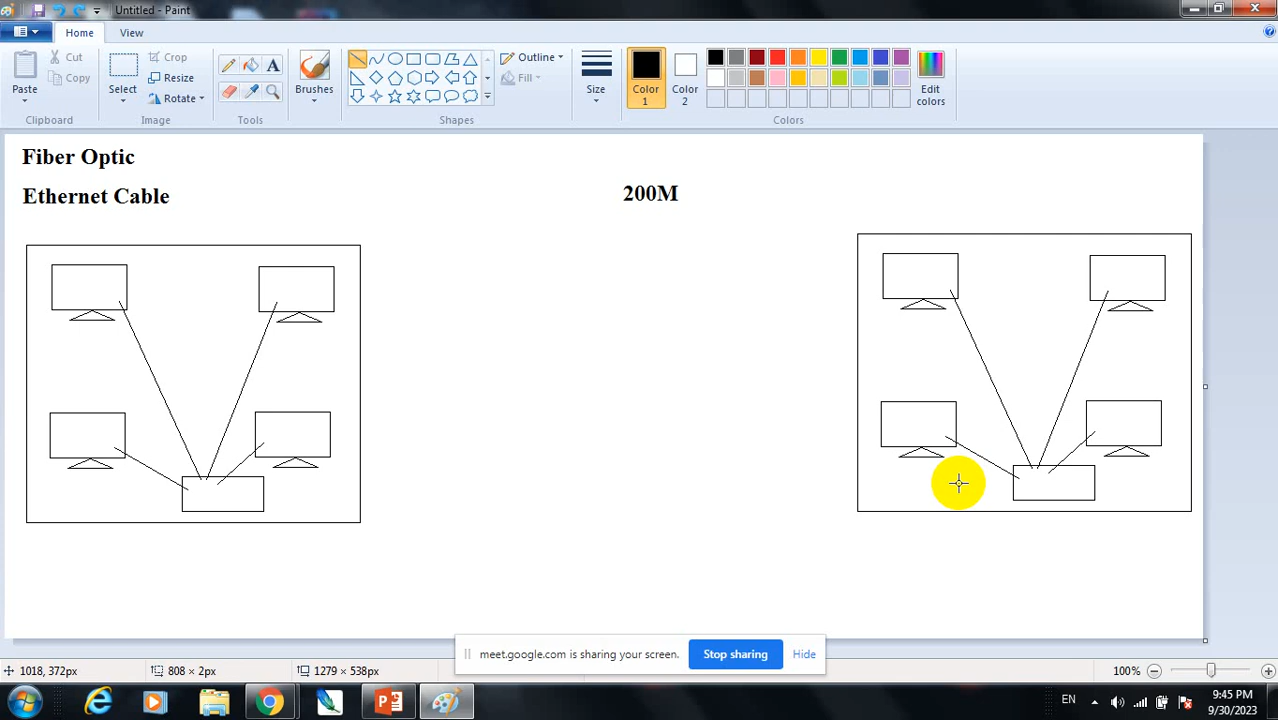 Untitled - Paint
Home View
Paste
Cut
Copy
Clipboard
Select
Crop
Resize
Rotate
Image
Tools
Brushes
Shapes
Outline
Fill
Size
Color 1
Color 2
Edit colors
Colors
Fiber Optic
Ethernet Cable
200M
meet.google.com is sharing your screen. Stop sharing Hide
1018, 372px 808 × 2px 1279 × 538px 100%
EN 9:45 PM
9/30/2023